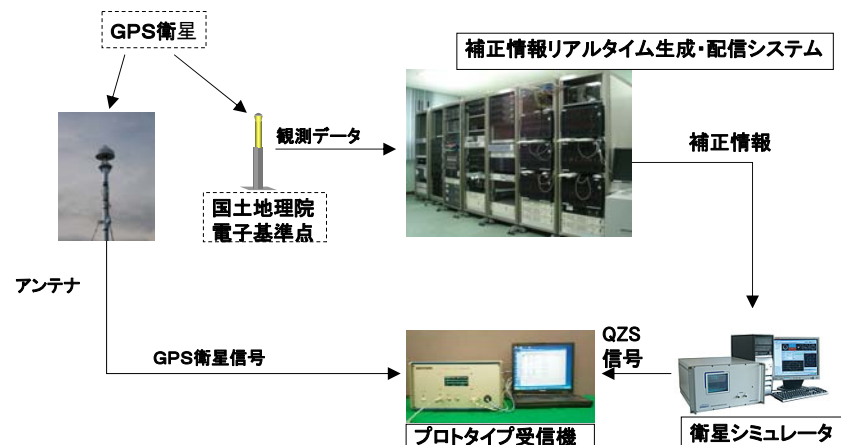 GPS衛星
補正情報リアルタイム生成・配信システム
観測データ
補正情報
国土地理院
電子基準点
アンテナ
GPS衛星信号
QZS
信号
プロトタイプ受信機
衛星シミュレータ